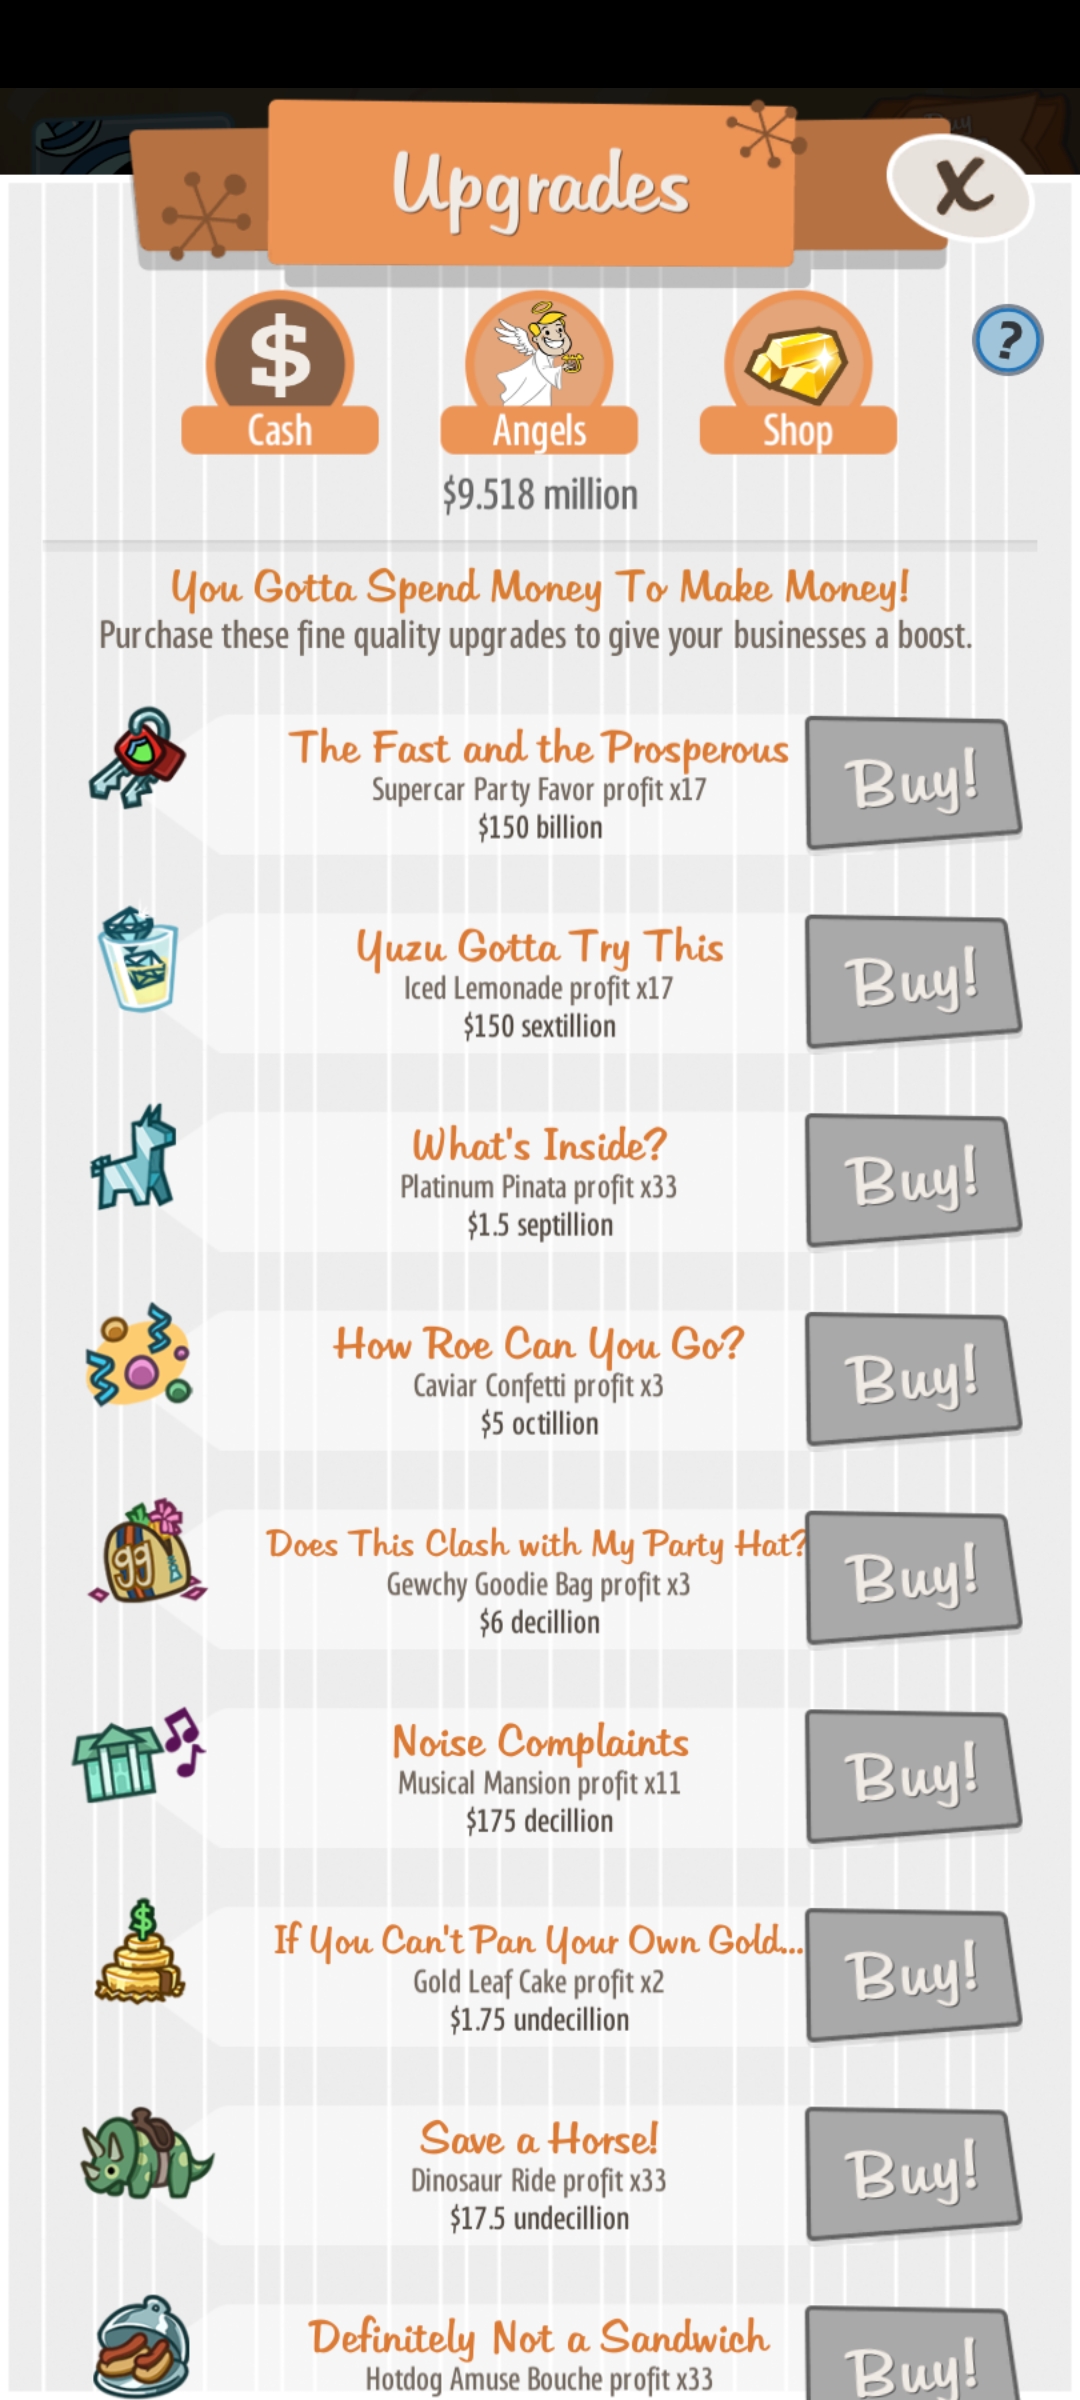 Buy
Upgrades
X
$
?
Cash
Angels
Shop
$9.518 million
You Gotta Spend Money To Make Money!
Purchase these fine quality upgrades to give your businesses a boost.
The Fast and the Prosperous
Supercar Party Favor profit x17
$150 billion
Buy!
Yuzu Gotta Try This
Iced Lemonade profit x17
$150 sextillion
Buy!
What's Inside?
Platinum Pinata profit x33
$1.5 septillion
Buy!
How Roe Can You Go?
Caviar Confetti profit x3
$5 octillion
Buy!
gg
Does This Clash with My Party Hat?
Gewchy Goodie Bag profit x3
$6 decillion
Buy!
Noise Complaints
Musical Mansion profit x11
$175 decillion
Buy!
$
If You Can't Pan Your Own Gold...
Gold Leaf Cake profit x2
$1.75 undecillion
Buy!
Save a Horse!
Dinosaur Ride profit x33
$17.5 undecillion
Buy!
Definitely Not a Sandwich
Hotdog Amuse Bouche profit x33
Buy!